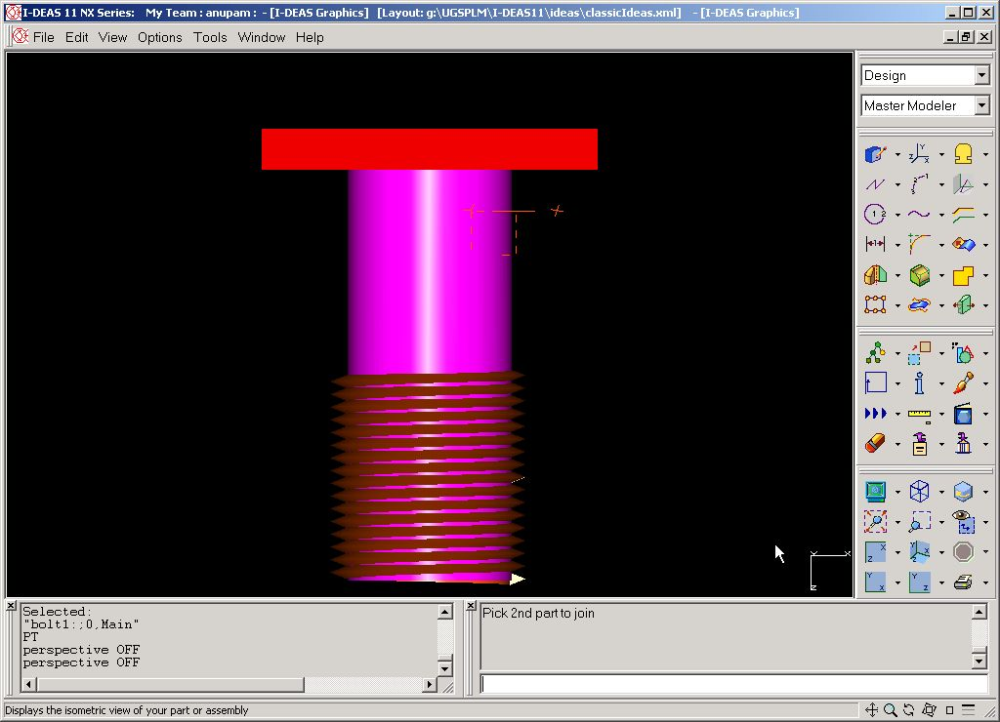 I-DEAS 11 NX Series: My Team : anupam : - [I-DEAS Graphics] [Layout: g:\UGSPLM\I-DEAS11\ideas\classicIdeas.xml] - [I-DEAS Graphics]
File Edit View Options Tools Window Help
Design
Master Modeler
Selected:
"bolt1:;0,Main"
PT
perspective OFF
perspective OFF
Pick 2nd part to join
Displays the isometric view of your part or assembly